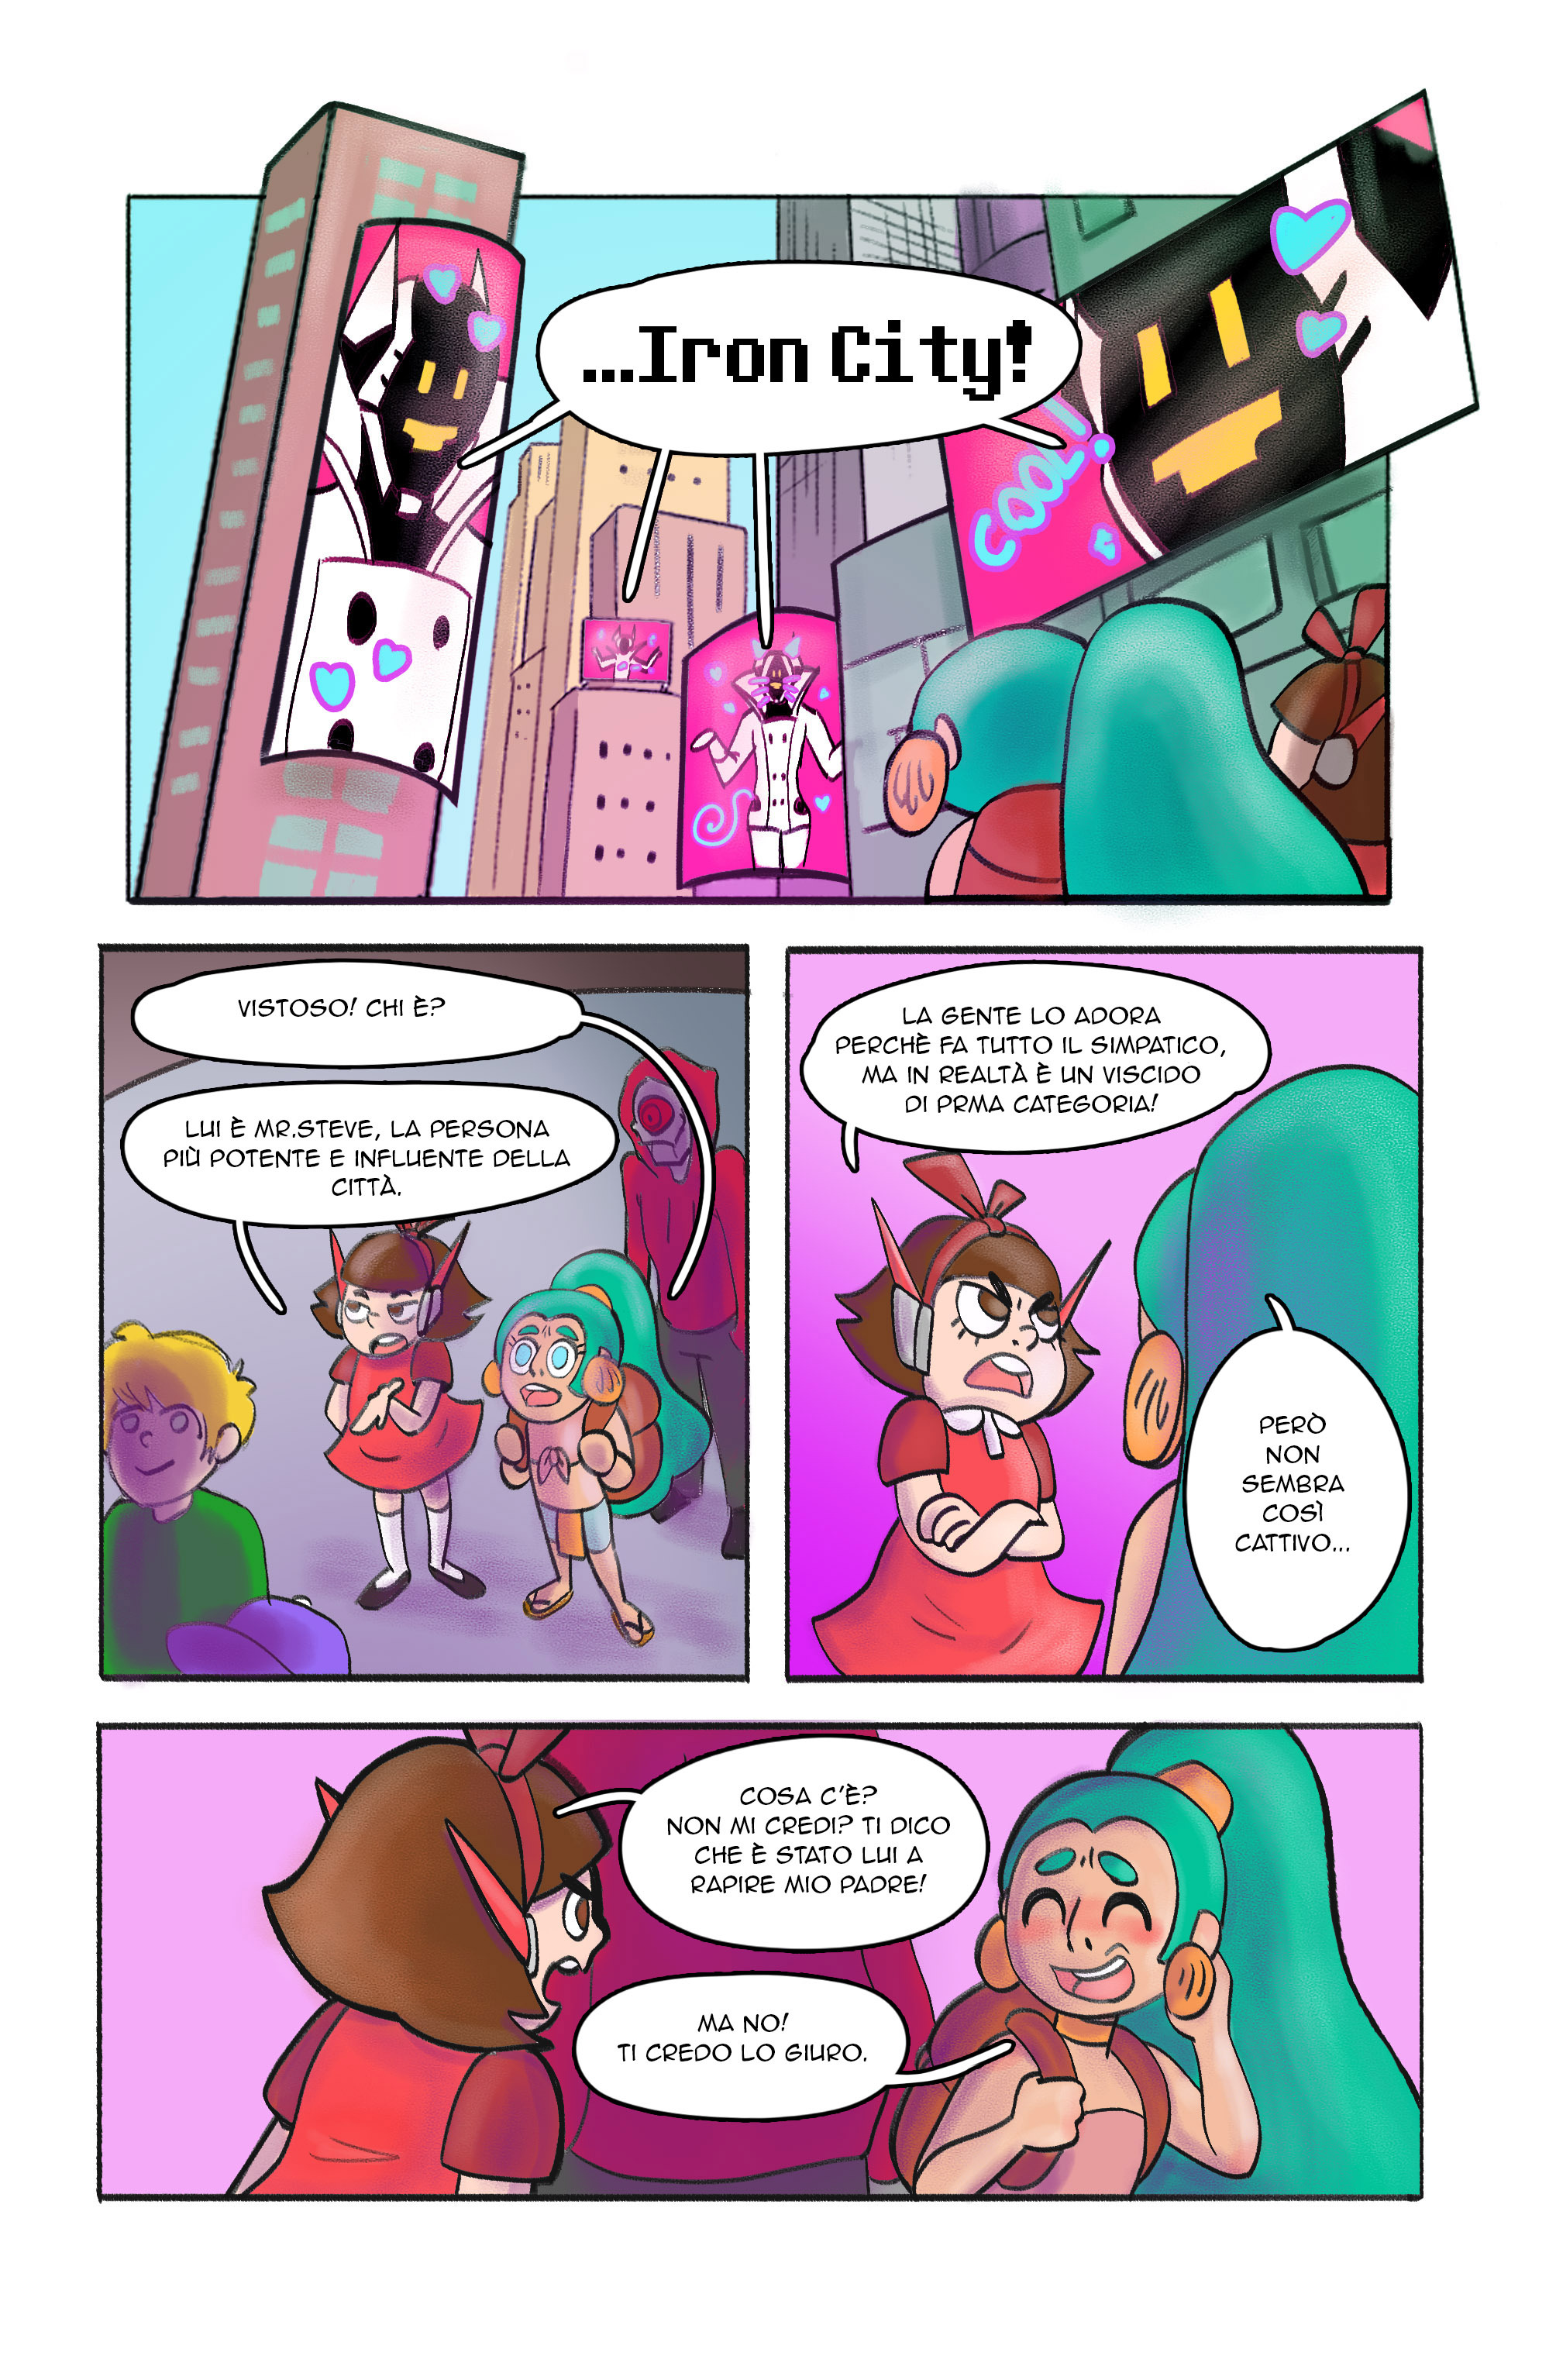 ...Iron City!
COOL!
VISTOSO! CHI È?
LUI È MR.STEVE, LA PERSONA
PIÙ POTENTE E INFLUENTE DELLA
CITTÀ.
LA GENTE LO ADORA
PERCHÈ FA TUTTO IL SIMPATICO,
MA IN REALTÀ È UN VISCIDO
DI PRMA CATEGORIA!
PERÒ
NON
SEMBRA
COSÌ
CATTIVO...
COSA C'È?
NON MI CREDI? TI DICO
CHE È STATO LUI A
RAPIRE MIO PADRE!
MA NO!
TI CREDO LO GIURO.